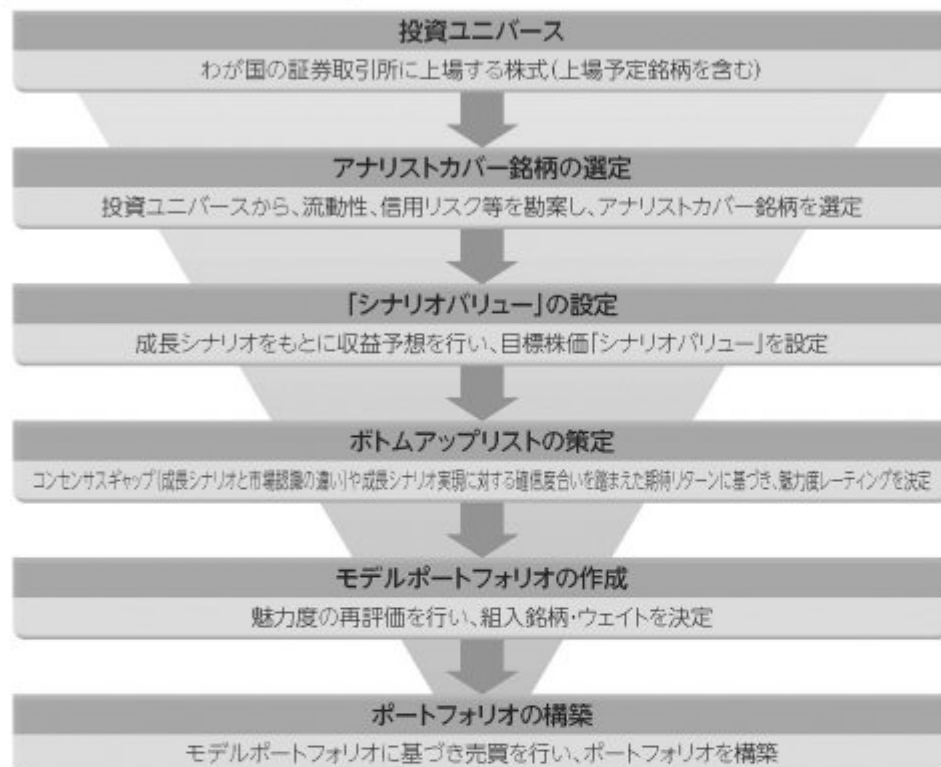 投資ユニバース
わが国の証券取引所に上場する株式(上場予定銘柄を含む)
アナリストカバー銘柄の選定
投資ユニバースから、流動性、信用リスク等を勘案し、アナリストカバー銘柄を選定
「シナリオバリュー」の設定
成長シナリオをもとに収益予想を行い、目標株価「シナリオバリュー」を設定
ボトムアップリストの策定
コンセンサスギャップ(成長シナリオと市場認識の違い)や成長シナリオ実現に対する確信度合いを踏まえた期待リターンに基づき、魅力度レーティングを決定
モデルポートフォリオの作成
魅力度の再評価を行い、組入銘柄・ウェイトを決定
ポートフォリオの構築
モデルポートフォリオに基づき売買を行い、ポートフォリオを構築